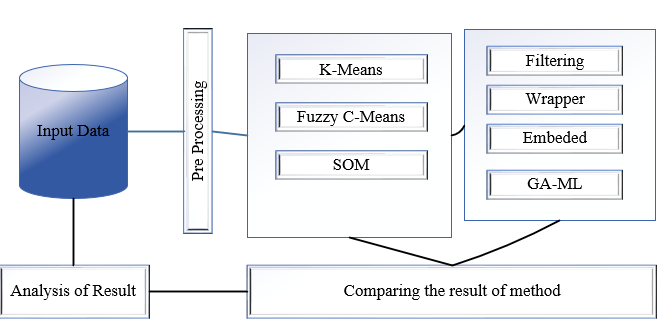 Input Data
Pre Processing
K-Means
Fuzzy C-Means
SOM
Filtering
Wrapper
Embeded
GA-ML
Analysis of Result
Comparing the result of method